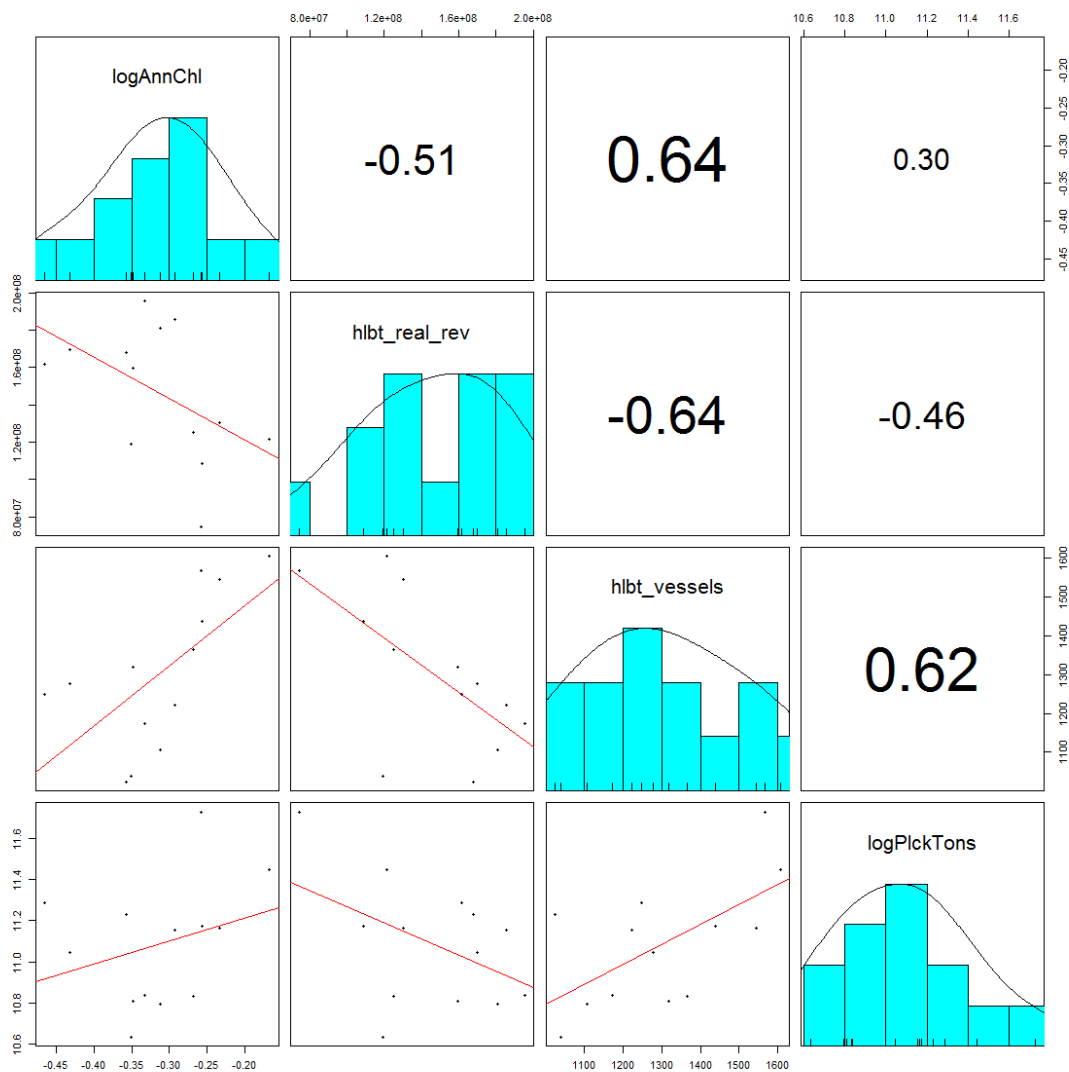 8.0e+07 1.2e+08 1.6e+08 2.0e+08 10.6 10.8 11.0 11.2 11.4 11.6
logAnnChl
-0.51
0.64
0.30
-0.45 -0.40 -0.35 -0.30 -0.25 -0.20
8.0e+07 1.2e+08 1.6e+08 2.0e+08
hlbt_real_rev
-0.64
-0.46
hlbt_vessels
0.62
1100 1200 1300 1400 1500 1600
10.6 10.8 11.0 11.2 11.4 11.6
logPlckTons
-0.45 -0.40 -0.35 -0.30 -0.25 -0.20 1100 1200 1300 1400 1500 1600